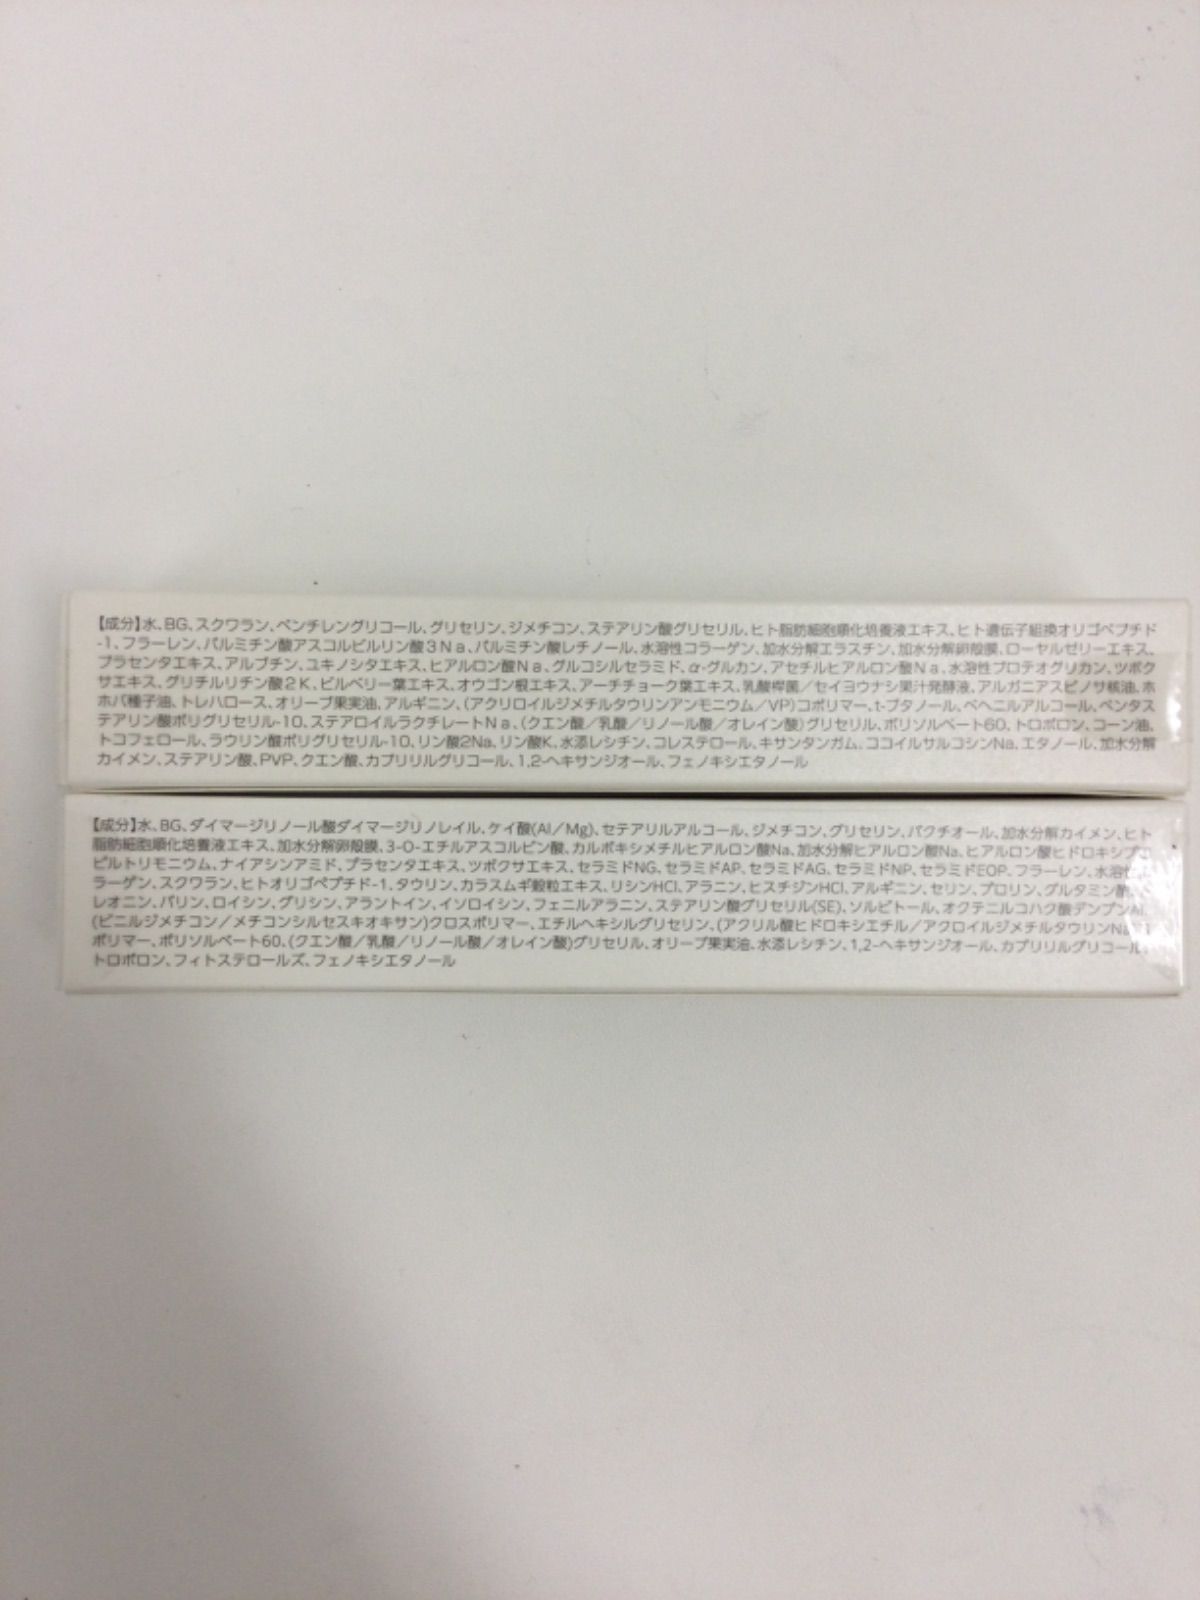 【成分】水、BG、スクワラン、ペンチレングリコール、グリセリン、ジメチコン、ステアリン酸グリセリル、ヒト脂肪細胞順化培養液エキス、ヒト遺伝子組換オリゴペプチド
-1、フラーレン、パルミチン酸アスコルビルリン酸3Na、パルミチン酸レチノール、水溶性コラーゲン、加水分解エラスチン、加水分解卵殻膜、ローヤルゼリーエキス、
プラセンタエキス、アルブチン、ユキノシタエキス、ヒアルロン酸Na、グルコシルセラミド、α-グルカン、アセチルヒアルロン酸Na、水溶性プロテオグリカン、ツボク
サエキス、グリチルリチン酸2K、ビルベリー葉エキス、オウゴン根エキス、アーチチョーク葉エキス、乳酸桿菌/セイヨウナシ果汁発酵液、アルガニアスピノサ核油、ホ
ホバ種子油、トレハロース、オリーブ果実油、アルギニン、(アクリロイルジメチルタウリンアンモニウム/VP)コポリマー、t-ブタノール、ベヘニルアルコール、ペンタス
テアリン酸ポリグリセリル-10、ステアロイルラクチレートNa、(クエン酸/乳酸/リノール酸/オレイン酸)グリセリル、ポリソルベート60、トロポロン、コーン油、
トコフェロール、ラウリン酸ポリグリセリル-10、リン酸2Na、リン酸K、水添レシチン、コレステロール、キサンタンガム、ココイルサルコシンNa、エタノール、加水分解
カイメン、ステアリン酸、PVP、クエン酸、カプリリルグリコール、1,2-ヘキサンジオール、フェノキシエタノール
【成分】水、BG、ダイマージリノール酸ダイマージリノレイル、ケイ酸(Al/Mg)、セテアリルアルコール、ジメチコン、グリセリン、バクチオール、加水分解カイメン、ヒト
脂肪細胞順化培養液エキス、加水分解卵殻膜、3-O-エチルアスコルビン酸、カルボキシメチルヒアルロン酸Na、加水分解ヒアルロン酸Na、ヒアルロン酸ヒドロキシプロ
ピルトリモニウム、ナイアシンアミド、プラセンタエキス、ツボクサエキス、セラミドNG、セラミドAP、セラミドAG、セラミドNP、セラミドEOP、フラーレン、水溶性コ
ラーゲン、スクワラン、ヒトオリゴペプチド-1、タウリン、カラスムギ穀粒エキス、リシンHCl、アラニン、ヒスチジンHCl、アルギニン、セリン、プロリン、グルタミン酸、
レオニン、バリン、ロイシン、グリシン、アラントイン、イソロイシン、フェニルアラニン、ステアリン酸グリセリル(SE)、ソルビトール、オクテニルコハク酸デンプンAl、
(ビニルジメチコン/メチコンシルセスキオキサン)クロスポリマー、エチルヘキシルグリセリン、(アクリル酸ヒドロキシエチル/アクロイルジメチルタウリンNa)コ
ポリマー、ポリソルベート60、(クエン酸/乳酸/リノール酸/オレイン酸)グリセリル、オリーブ果実油、水添レシチン、1,2-ヘキサンジオール、カプリリルグリコール、
トロポロン、フィトステロールズ、フェノキシエタノール